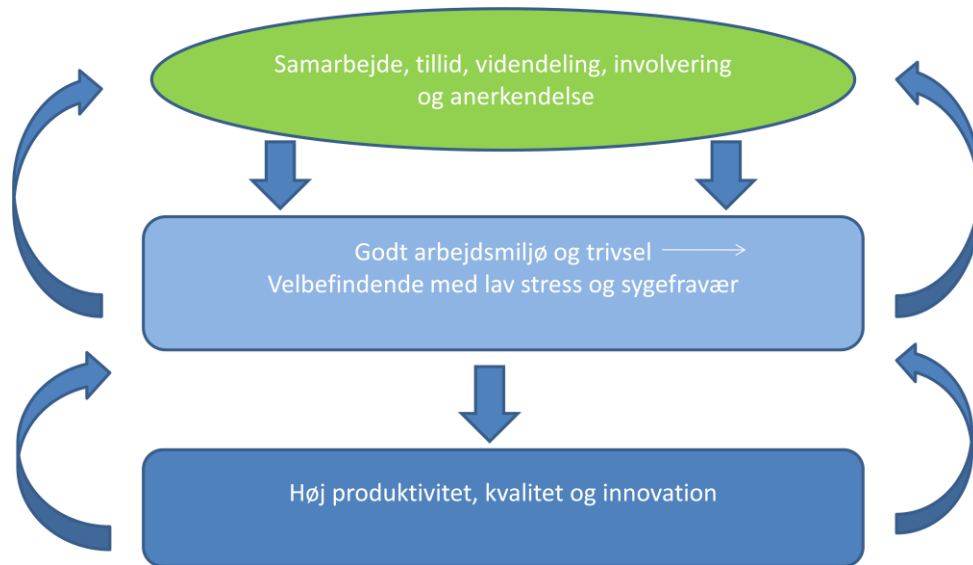 Samarbejde, tillid, videndeling, involvering
og anerkendelse
Godt arbejdsmiljø og trivsel
Velbefindende med lav stress og sygefravær
Høj produktivitet, kvalitet og innovation